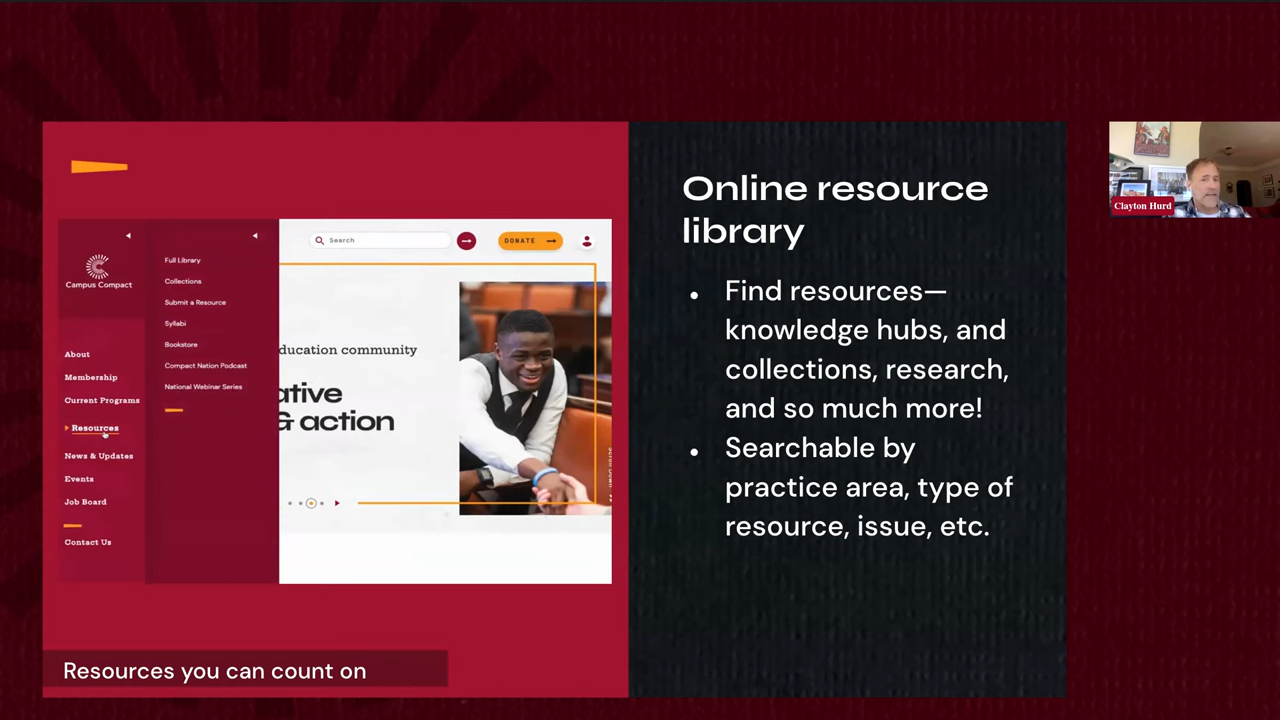 Campus Compact
About
Membership
Current Programs
Resources
News & Updates
Events
Job Board
Contact Us
Full Library
Collections
Submit a Resource
Syllabi
Bookstore
Compact Nation Podcast
National Webinar Series
Search
DONATE
ducation community
ative
& action
Scroll Down
Resources you can count on
Online resource
library
• Find resources—
knowledge hubs, and
collections, research,
and so much more!
• Searchable by
practice area, type of
resource, issue, etc.
Clayton Hurd